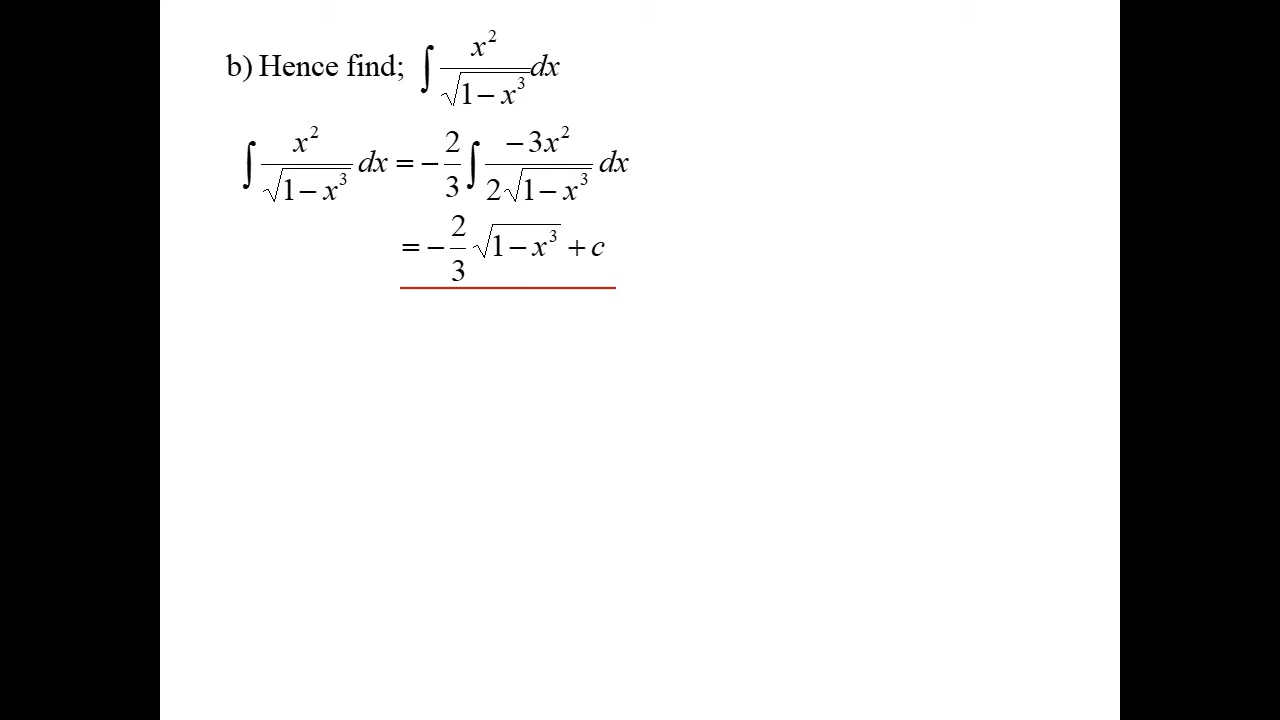 b) Hence find; ∫ x²/√(1 − x³) dx
∫ x²/√(1 − x³) dx = −2/3 ∫ −3x²/(2√(1 − x³)) dx
= −2/3 √(1 − x³) + c